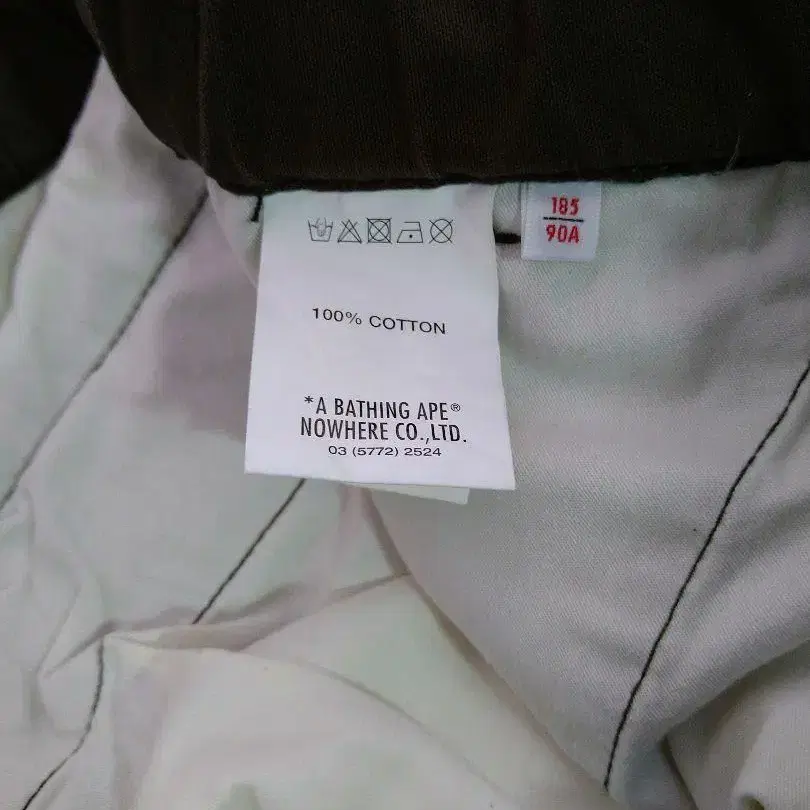 185
90A
100% COTTON
*A BATHING APE®
NOWHERE CO.,LTD.
03 (5772) 2524